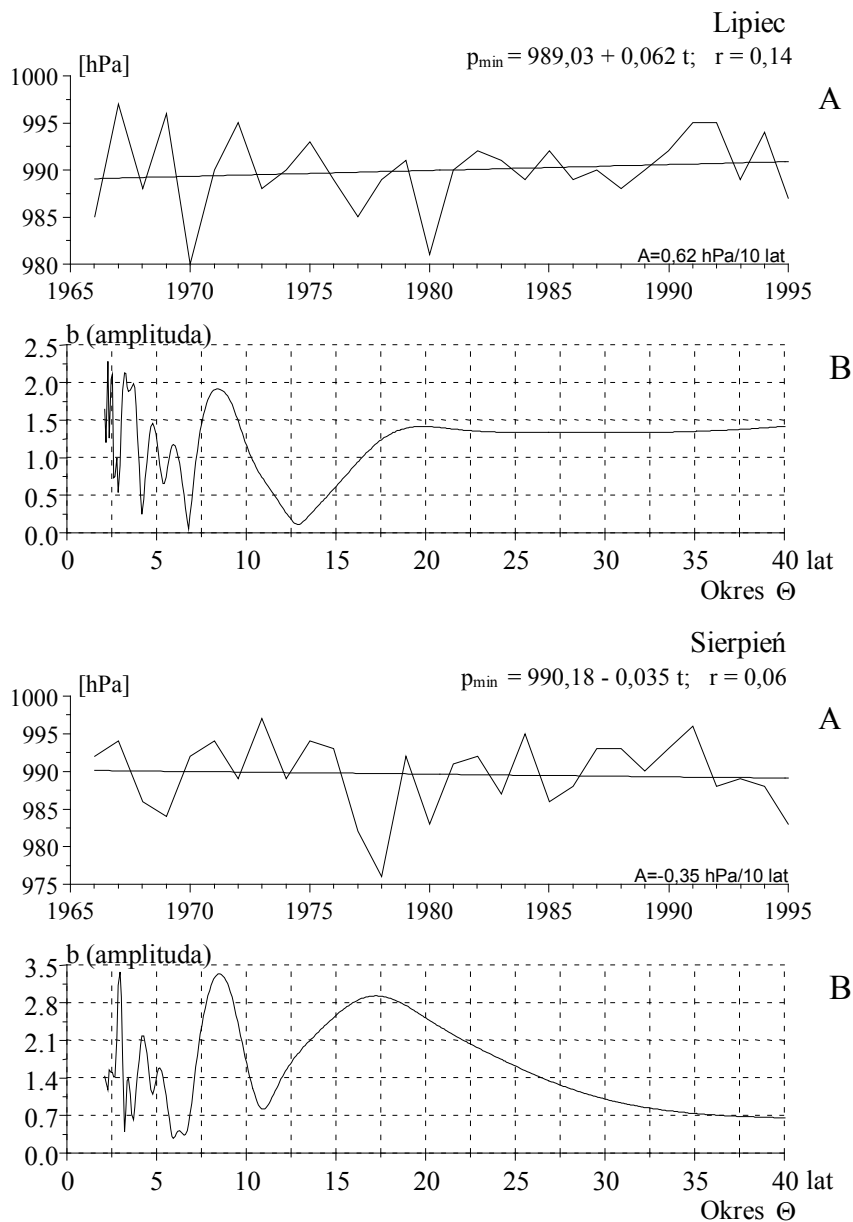 Lipiec
[hPa]
pmin = 989,03 + 0,062 t; r = 0,14
A
1000
995
990
985
980
A=0,62 hPa/10 lat
1965 1970 1975 1980 1985 1990 1995
b (amplituda)
B
2.5
2.0
1.5
1.0
0.5
0.0
0 5 10 15 20 25 30 35 40 lat
Okres Θ
Sierpień
[hPa]
pmin = 990,18 - 0,035 t; r = 0,06
A
1000
995
990
985
980
975
A=-0,35 hPa/10 lat
1965 1970 1975 1980 1985 1990 1995
b (amplituda)
B
3.5
2.8
2.1
1.4
0.7
0.0
0 5 10 15 20 25 30 35 40 lat
Okres Θ